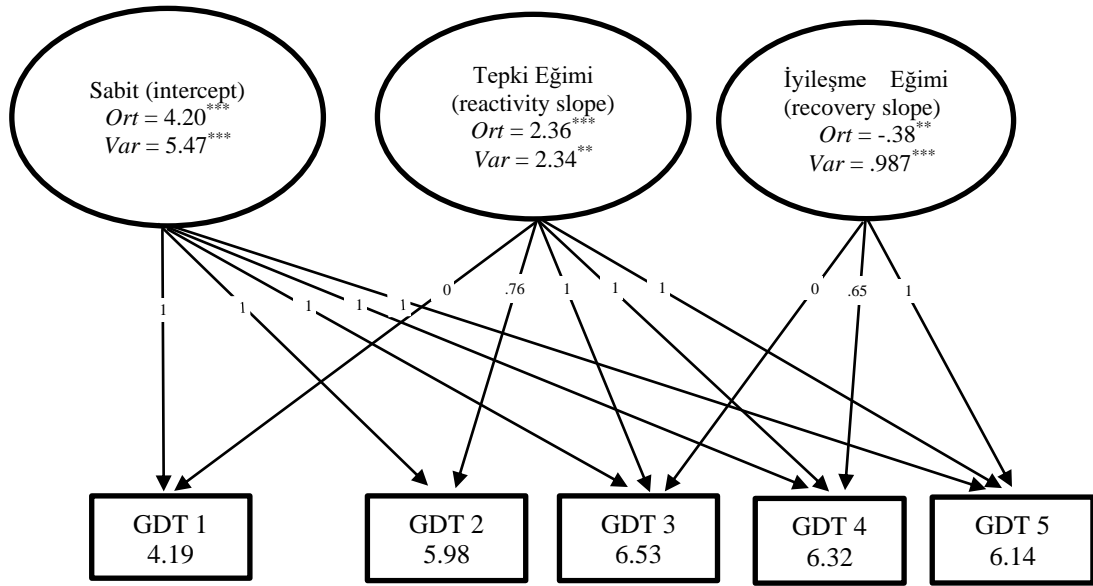 Sabit (intercept)
Ort = 4.20***
Var = 5.47***
Tepki Eğimi
(reactivity slope)
Ort = 2.36***
Var = 2.34**
İyileşme Eğimi
(recovery slope)
Ort = -.38**
Var = .987***
1
1
1
1
1
0
.76
1
1
1
0
.65
1
GDT 1
4.19
GDT 2
5.98
GDT 3
6.53
GDT 4
6.32
GDT 5
6.14